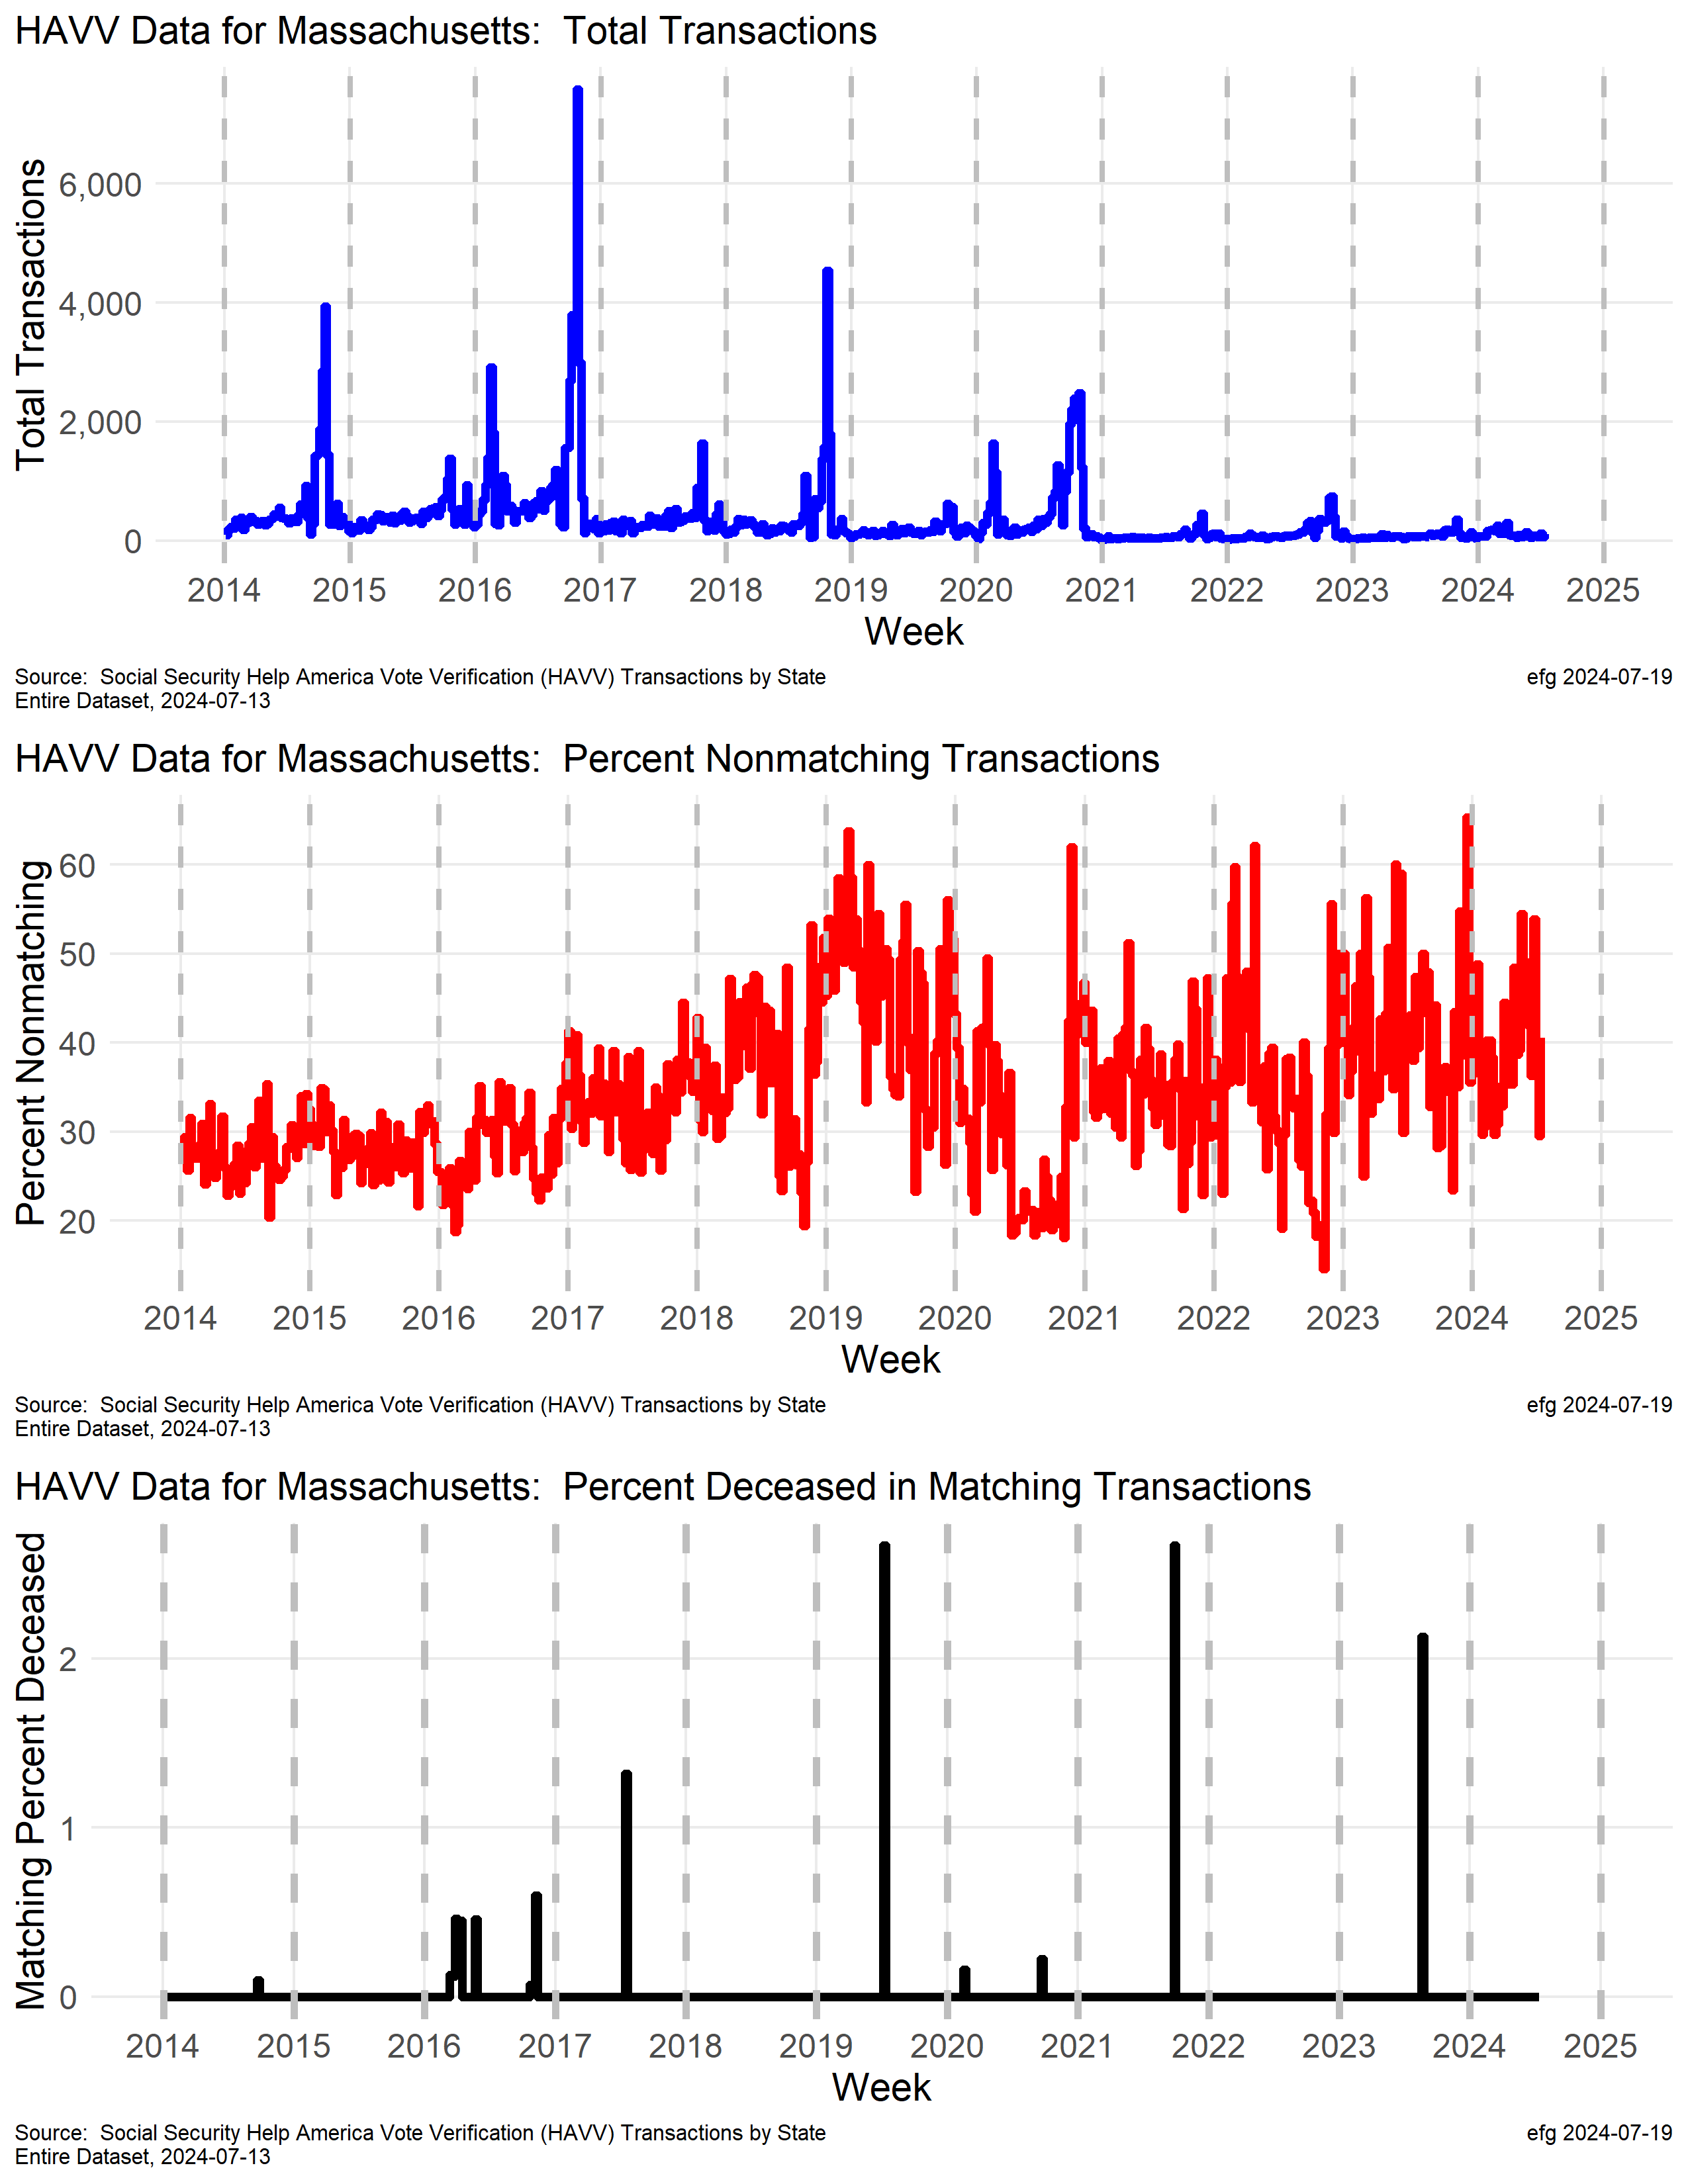 HAVV Data for Massachusetts:  Total Transactions
Total Transactions
6,000
4,000
2,000
0
2014 2015 2016 2017 2018 2019 2020 2021 2022 2023 2024 2025
Week
Source:  Social Security Help America Vote Verification (HAVV) Transactions by State
Entire Dataset, 2024-07-13
efg 2024-07-19
HAVV Data for Massachusetts:  Percent Nonmatching Transactions
Percent Nonmatching
60
50
40
30
20
2014 2015 2016 2017 2018 2019 2020 2021 2022 2023 2024 2025
Week
Source:  Social Security Help America Vote Verification (HAVV) Transactions by State
Entire Dataset, 2024-07-13
efg 2024-07-19
HAVV Data for Massachusetts:  Percent Deceased in Matching Transactions
Matching Percent Deceased
2
1
0
2014 2015 2016 2017 2018 2019 2020 2021 2022 2023 2024 2025
Week
Source:  Social Security Help America Vote Verification (HAVV) Transactions by State
Entire Dataset, 2024-07-13
efg 2024-07-19